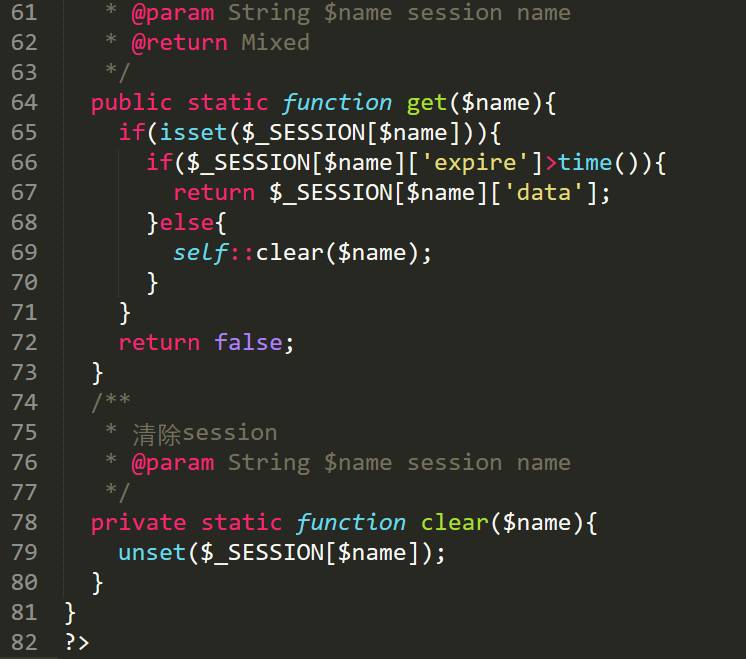 61     * @param String $name session name
62     * @return Mixed
63     */
64    public static function get($name){
65      if(isset($_SESSION[$name])){
66        if($_SESSION[$name]['expire']>time()){
67          return $_SESSION[$name]['data'];
68        }else{
69          self::clear($name);
70        }
71      }
72      return false;
73    }
74    /**
75     * 清除session
76     * @param String $name session name
77     */
78    private static function clear($name){
79      unset($_SESSION[$name]);
80    }
81  }
82  ?>